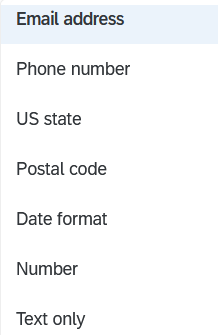 Email address
Phone number
US state
Postal code
Date format
Number
Text only